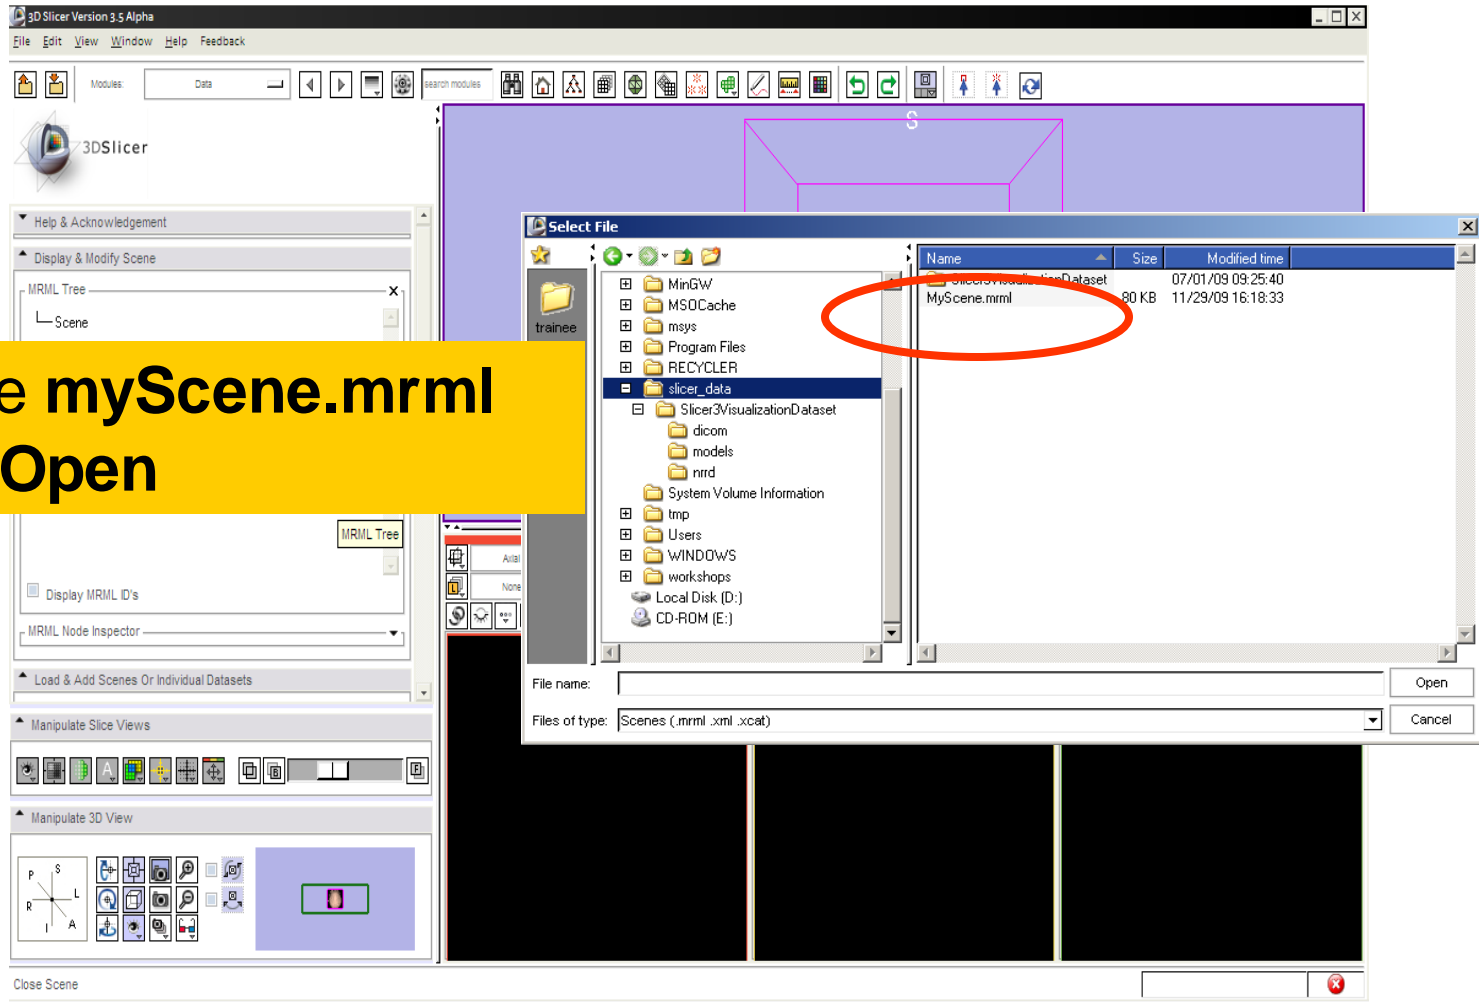 3D Slicer Version 3.5 Alpha
File Edit View Window Help Feedback
Modules: Data search modules
3DSlicer
S
Help & Acknowledgement
Display & Modify Scene
MRML Tree
Scene
e myScene.mrml
Open
MRML Tree
Display MRML ID's
MRML Node Inspector
Load & Add Scenes Or Individual Datasets
Manipulate Slice Views
A
B
F
Manipulate 3D View
P S
L
R
I A
Close Scene
Axial
None
L
Select File
trainee
MinGW
MSOCache
msys
Program Files
RECYCLER
slicer_data
Slicer3VisualizationDataset
dicom
models
nrrd
System Volume Information
tmp
Users
WINDOWS
workshops
Local Disk (D:)
CD-ROM (E:)
Name Size Modified time
Slicer3VisualizationDataset 07/01/09 09:25:40
MyScene.mrml 80 KB 11/29/09 16:18:33
File name: Open
Files of type: Scenes (.mrml .xml .xcat) Cancel